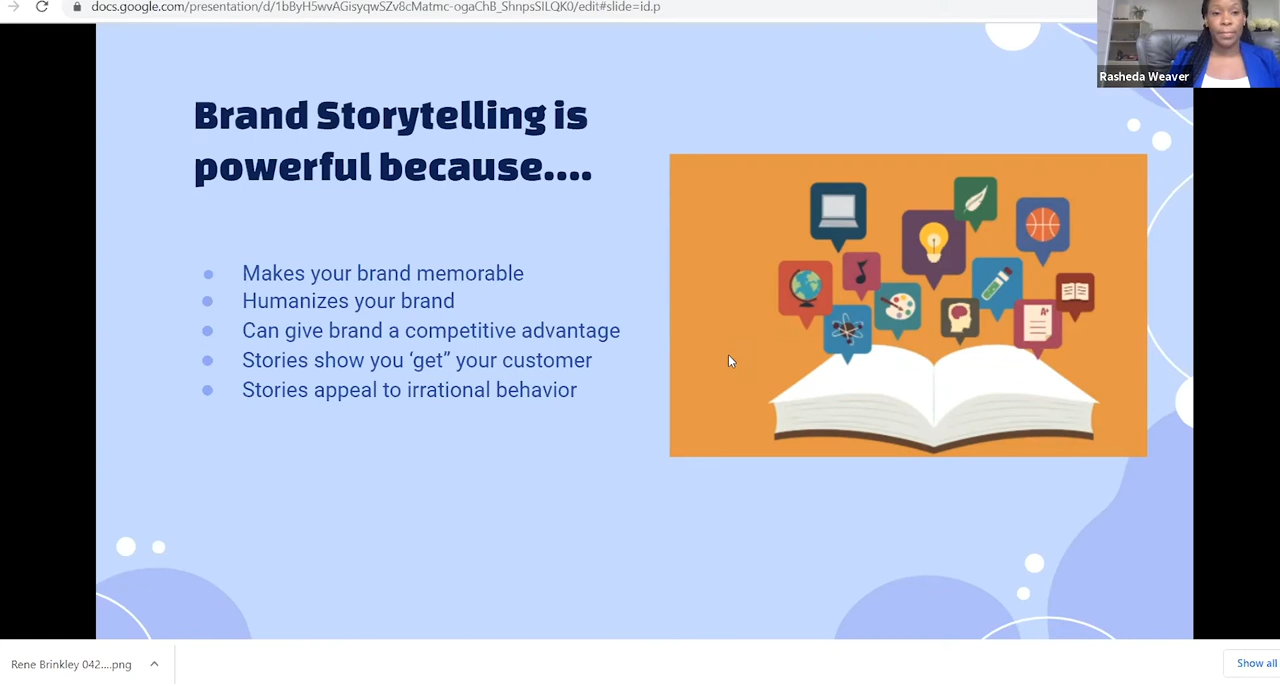 docs.google.com/presentation/d/1bByH5wvAGisyqwSZv8cMatmc-ogaChB_ShnpsSILQK0/edit#slide=id.p
Rasheda Weaver
Brand Storytelling is
powerful because....
Makes your brand memorable
Humanizes your brand
Can give brand a competitive advantage
Stories show you ‘get” your customer
Stories appeal to irrational behavior
A+
Rene Brinkley 042....png
Show all